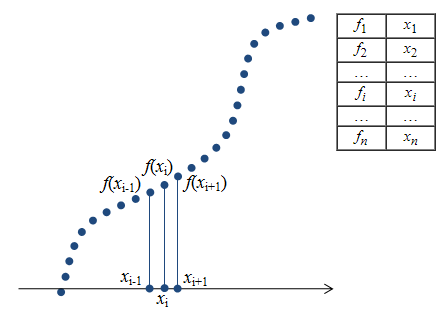 f1 x1
f2 x2
... ...
fi xi
... ...
fn xn
f(xi)
f(xi-1)
f(xi+1)
xi-1
xi+1
xi